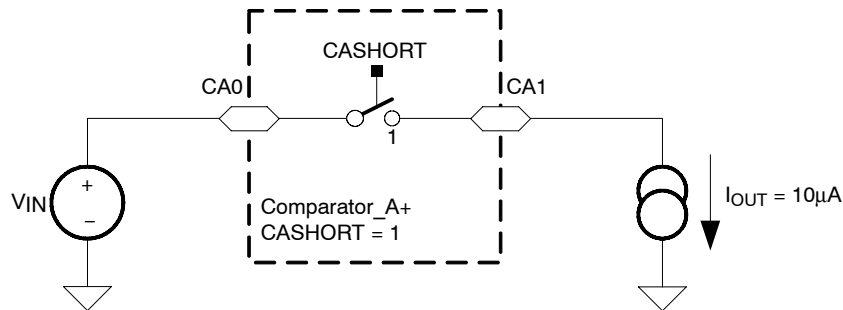 CASHORT
CA0
CA1
1
+
VIN
−
Comparator_A+
CASHORT = 1
IOUT = 10μA